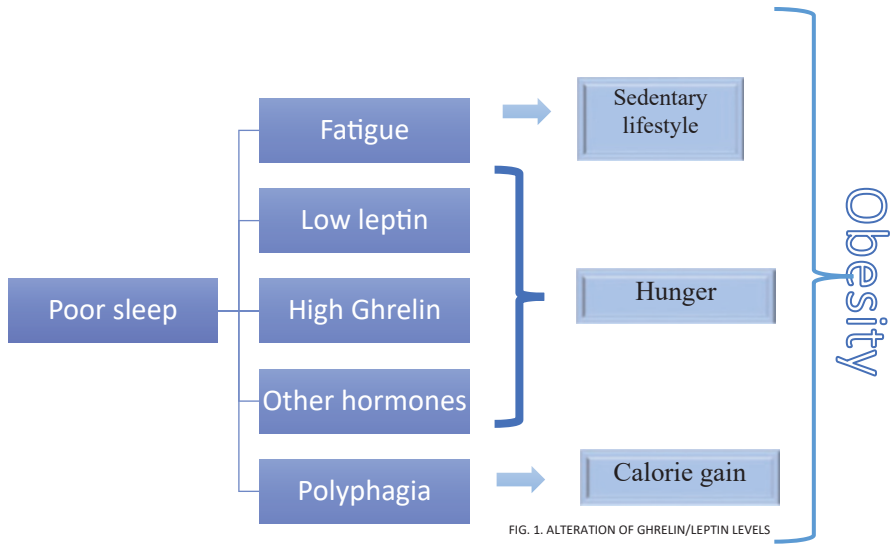 Poor sleep
Fatigue
Low leptin
High Ghrelin
Other hormones
Polyphagia
Sedentary
lifestyle
Hunger
Calorie gain
Obesity
FIG. 1. ALTERATION OF GHRELIN/LEPTIN LEVELS